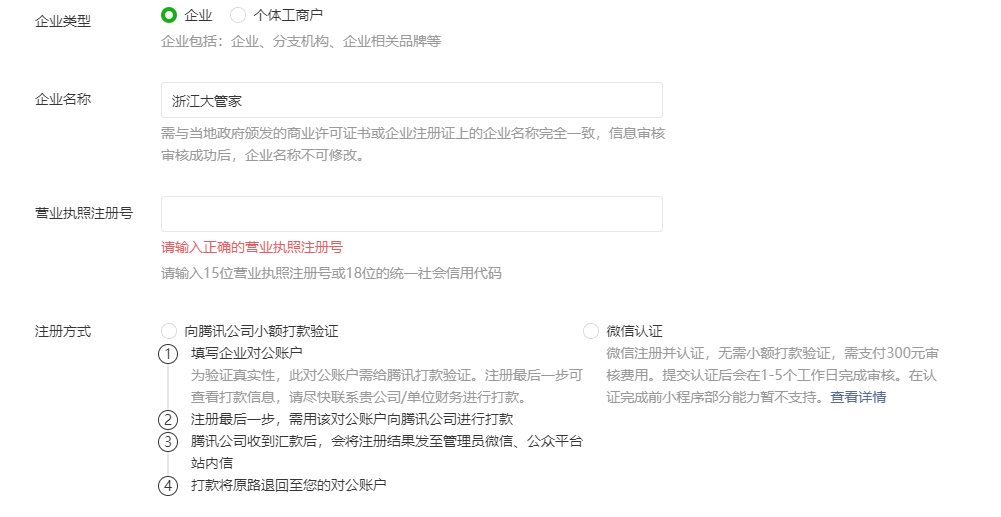 企业类型
企业
个体工商户
企业包括：企业、分支机构、企业相关品牌等
企业名称
浙江大管家
需与当地政府颁发的商业许可证书或企业注册证上的企业名称完全一致，信息审核
审核成功后，企业名称不可修改。
营业执照注册号
请输入正确的营业执照注册号
请输入15位营业执照注册号或18位的统一社会信用代码
注册方式
向腾讯公司小额打款验证
1 填写企业对公账户
为验证真实性，此对公账户需给腾讯打款验证。注册最后一步可
查看打款信息，请尽快联系贵公司/单位财务进行打款。
2 注册最后一步，需用该对公账户向腾讯公司进行打款
3 腾讯公司收到汇款后，会将注册结果发至管理员微信、公众平台
站内信
4 打款将原路退回至您的对公账户
微信认证
微信注册并认证，无需小额打款验证，需支付300元审
核费用。提交认证后会在1-5个工作日完成审核。在认
证完成前小程序部分能力暂不支持。查看详情